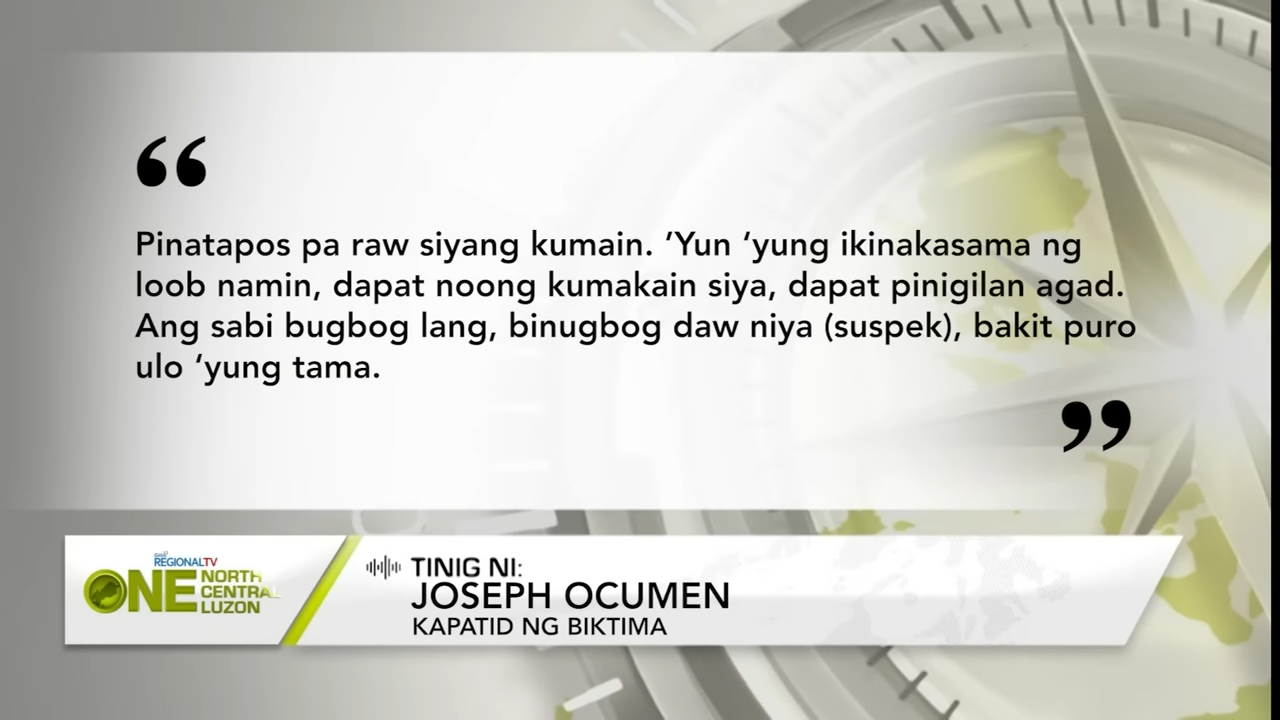 “
Pinatapos pa raw siyang kumain. ’Yun ‘yung ikinakasama ng
loob namin, dapat noong kumakain siya, dapat pinigilan agad.
Ang sabi bugbog lang, binugbog daw niya (suspek), bakit puro
ulo ‘yung tama.
”
GMA REGIONALTV
ONE NORTH CENTRAL LUZON
TINIG NI:
JOSEPH OCUMEN
KAPATID NG BIKTIMA